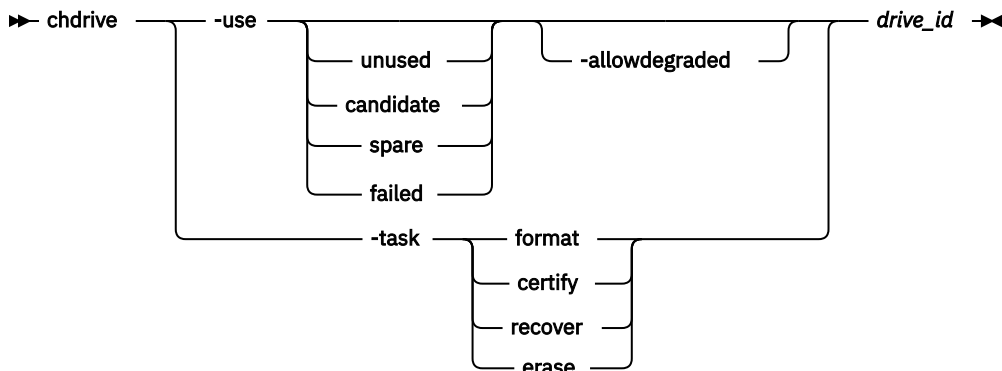 chdrive -use drive_id
unused -allowdegraded
candidate
spare
failed
-task format
certify
recover
erase